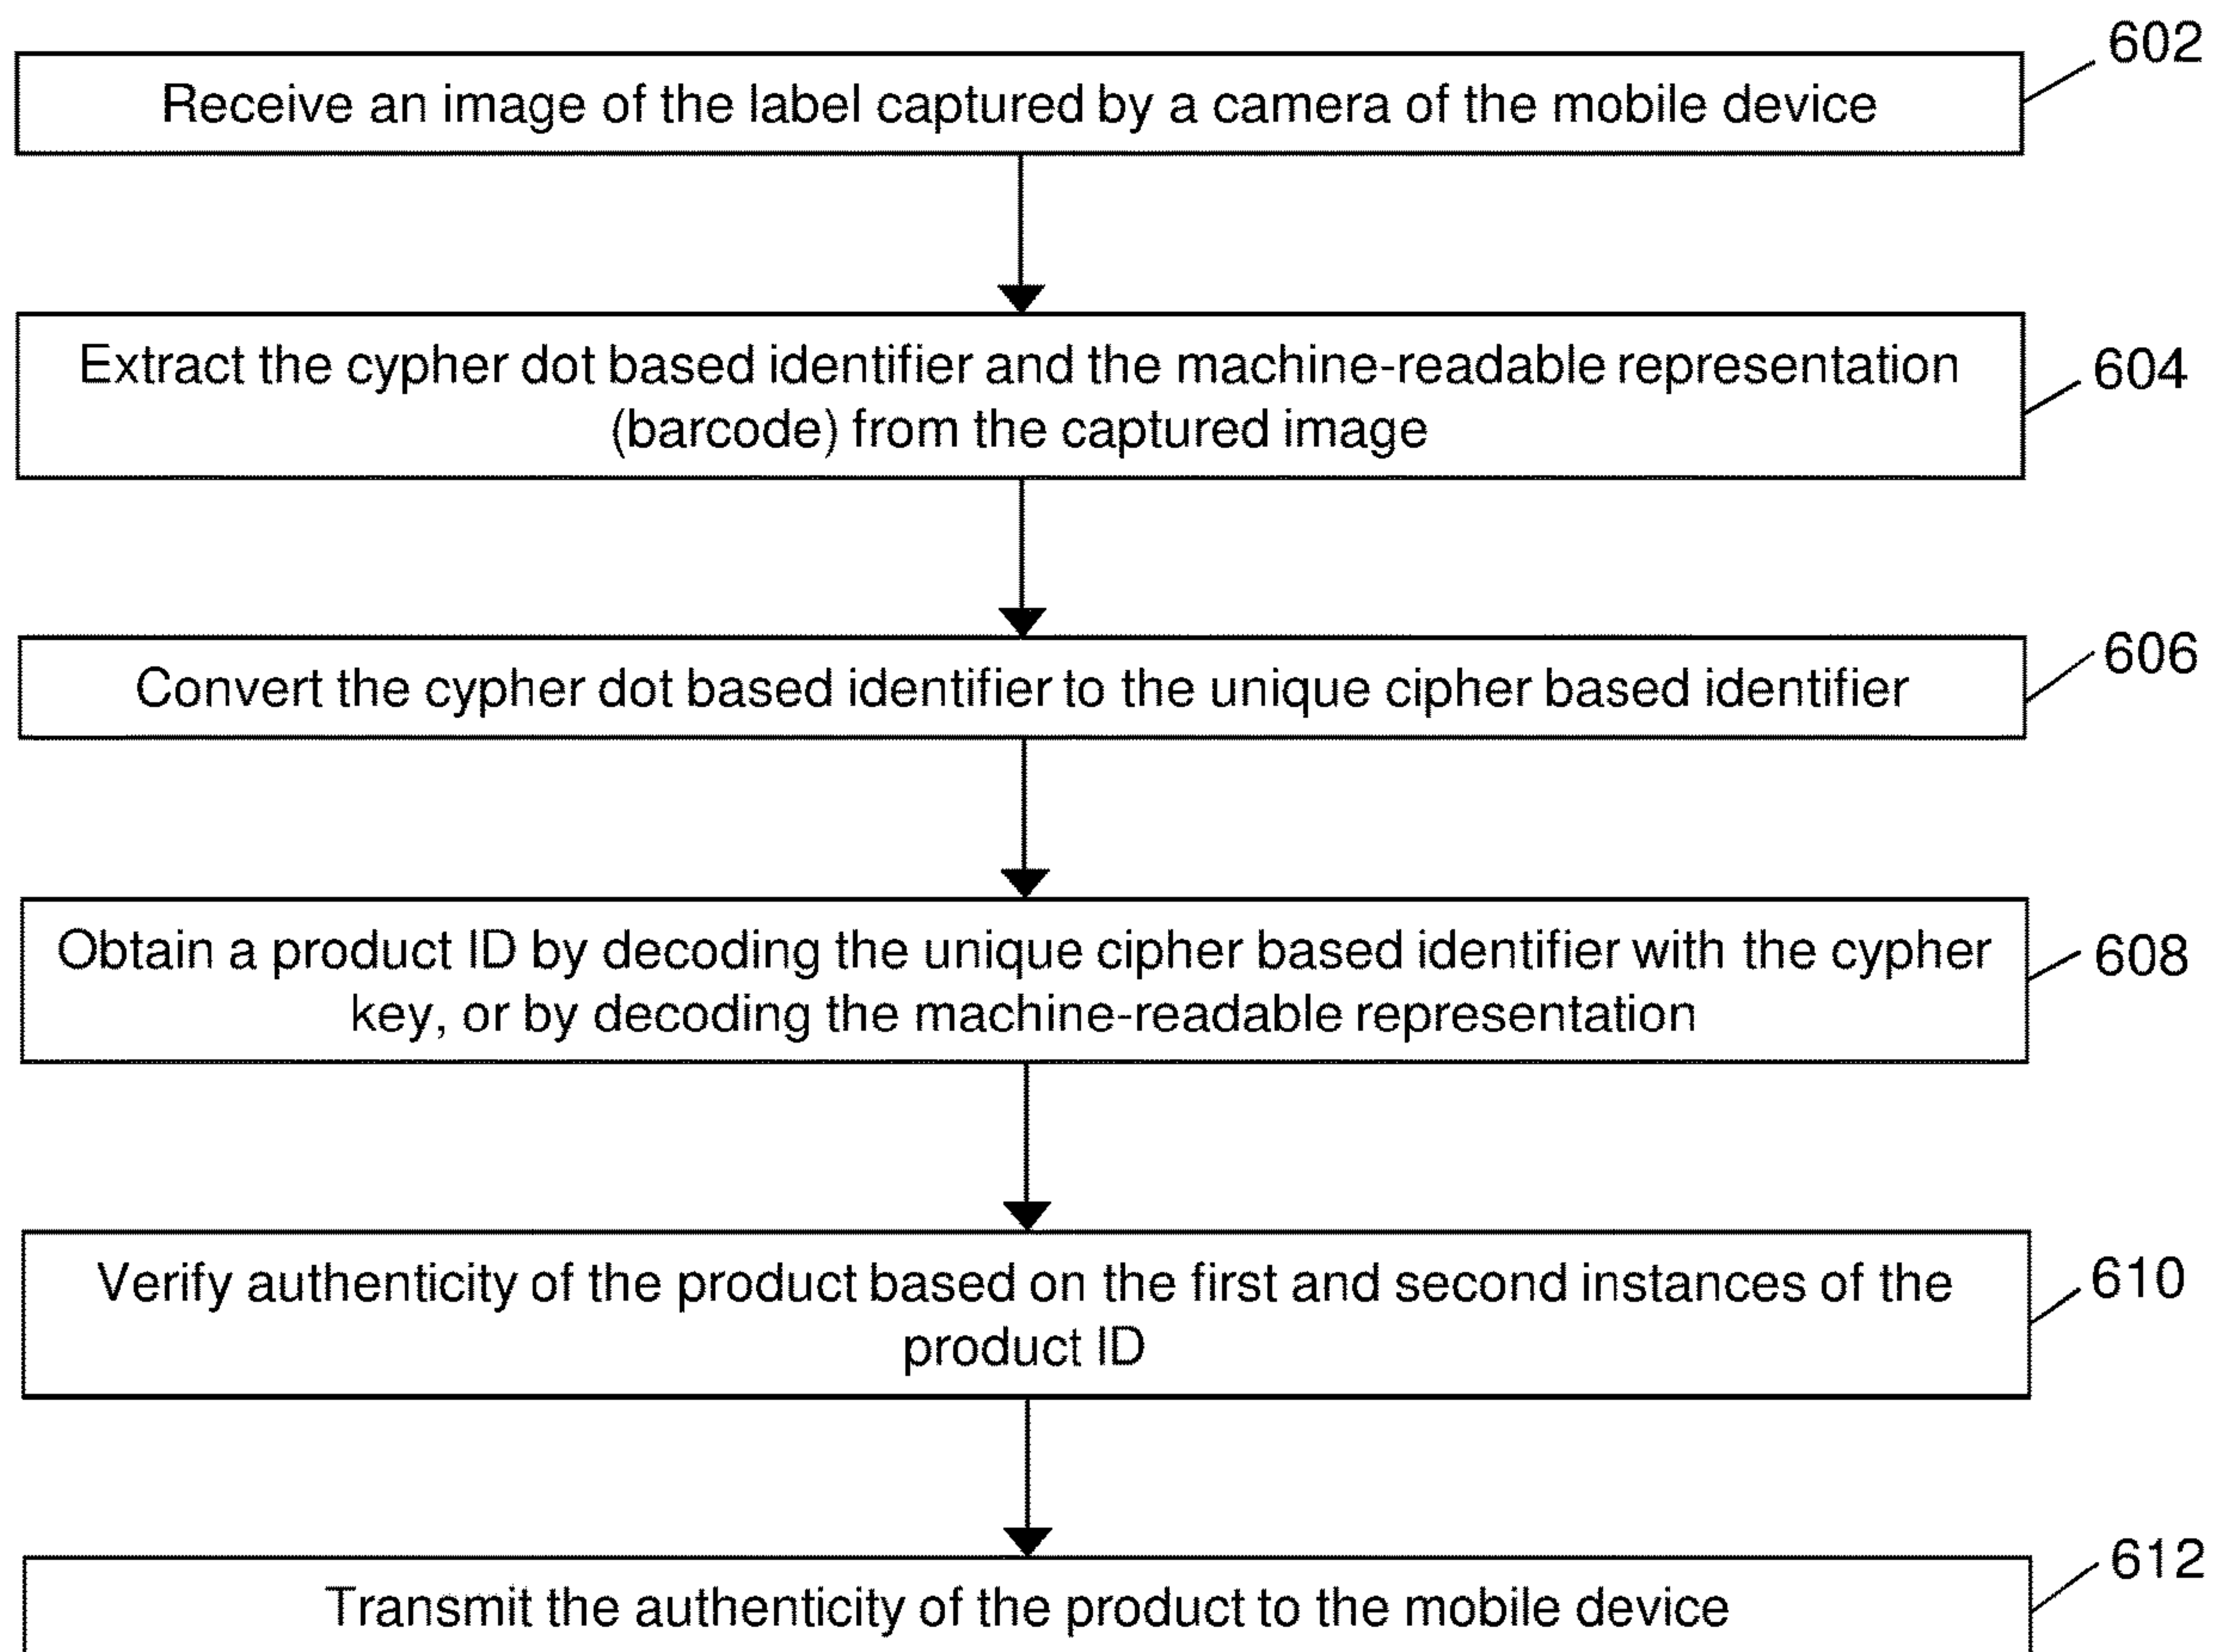 602
Receive an image of the label captured by a camera of the mobile device
Extract the cypher dot based identifier and the machine-readable representation
(barcode) from the captured image
604
Convert the cypher dot based identifier to the unique cipher based identifier
606
Obtain a product ID by decoding the unique cipher based identifier with the cypher
key, or by decoding the machine-readable representation
608
Verify authenticity of the product based on the first and second instances of the
product ID
610
Transmit the authenticity of the product to the mobile device
612